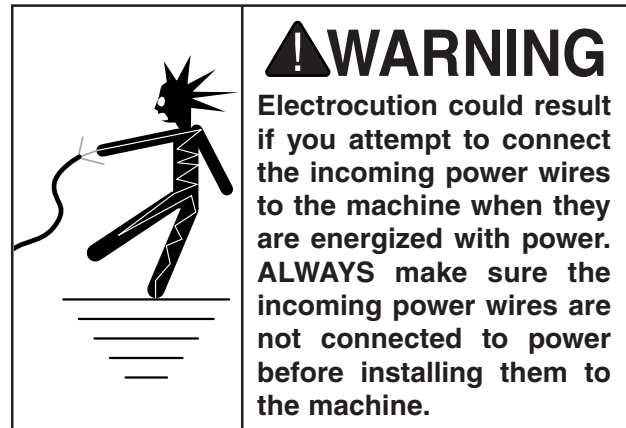 WARNING
Electrocution could result
if you attempt to connect
the incoming power wires
to the machine when they
are energized with power.
ALWAYS make sure the
incoming power wires are
not connected to power
before installing them to
the machine.